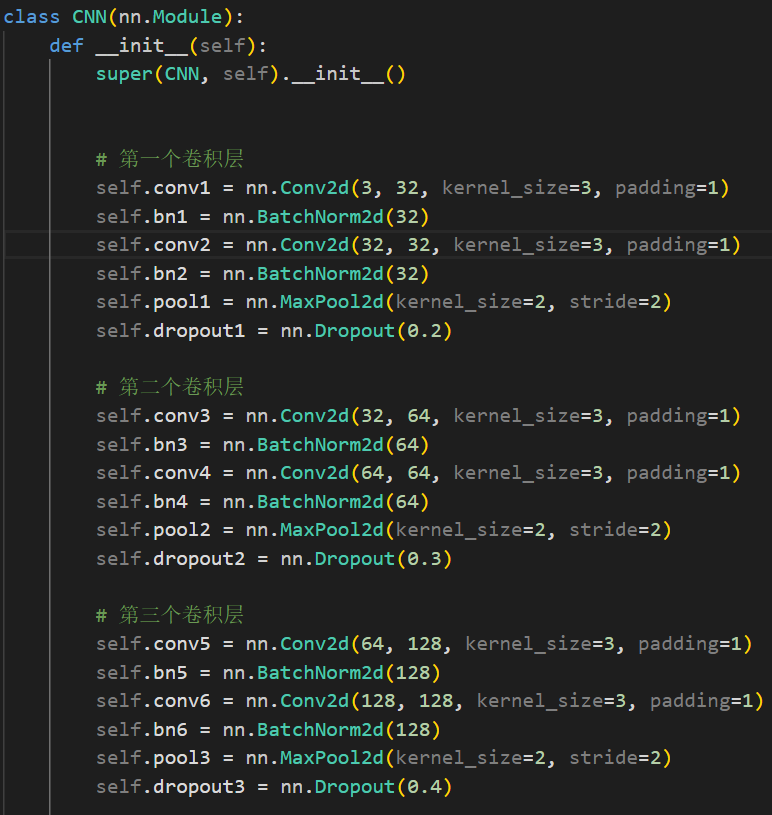 class CNN(nn.Module):
    def __init__(self):
        super(CNN, self).__init__()
        # 第一个卷积层
        self.conv1 = nn.Conv2d(3, 32, kernel_size=3, padding=1)
        self.bn1 = nn.BatchNorm2d(32)
        self.conv2 = nn.Conv2d(32, 32, kernel_size=3, padding=1)
        self.bn2 = nn.BatchNorm2d(32)
        self.pool1 = nn.MaxPool2d(kernel_size=2, stride=2)
        self.dropout1 = nn.Dropout(0.2)
        # 第二个卷积层
        self.conv3 = nn.Conv2d(32, 64, kernel_size=3, padding=1)
        self.bn3 = nn.BatchNorm2d(64)
        self.conv4 = nn.Conv2d(64, 64, kernel_size=3, padding=1)
        self.bn4 = nn.BatchNorm2d(64)
        self.pool2 = nn.MaxPool2d(kernel_size=2, stride=2)
        self.dropout2 = nn.Dropout(0.3)
        # 第三个卷积层
        self.conv5 = nn.Conv2d(64, 128, kernel_size=3, padding=1)
        self.bn5 = nn.BatchNorm2d(128)
        self.conv6 = nn.Conv2d(128, 128, kernel_size=3, padding=1)
        self.bn6 = nn.BatchNorm2d(128)
        self.pool3 = nn.MaxPool2d(kernel_size=2, stride=2)
        self.dropout3 = nn.Dropout(0.4)